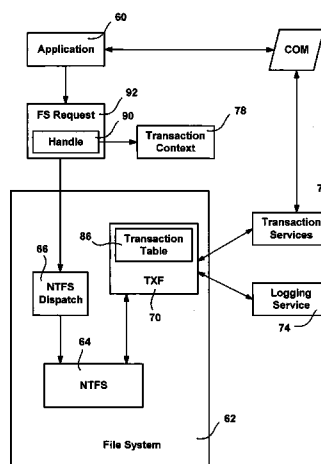 60
Application
COM
92
FS Request
90
Handle
78
Transaction
Context
7
86
Transaction
Table
TXF
70
Transaction
Services
66
NTFS
Dispatch
Logging
Service
74
64
NTFS
File System
62